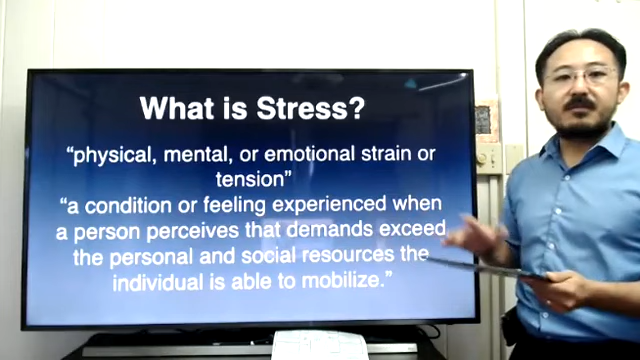 What is Stress?
“physical, mental, or emotional strain or
tension”
“a condition or feeling experienced when
a person perceives that demands exceed
the personal and social resources the
individual is able to mobilize.”